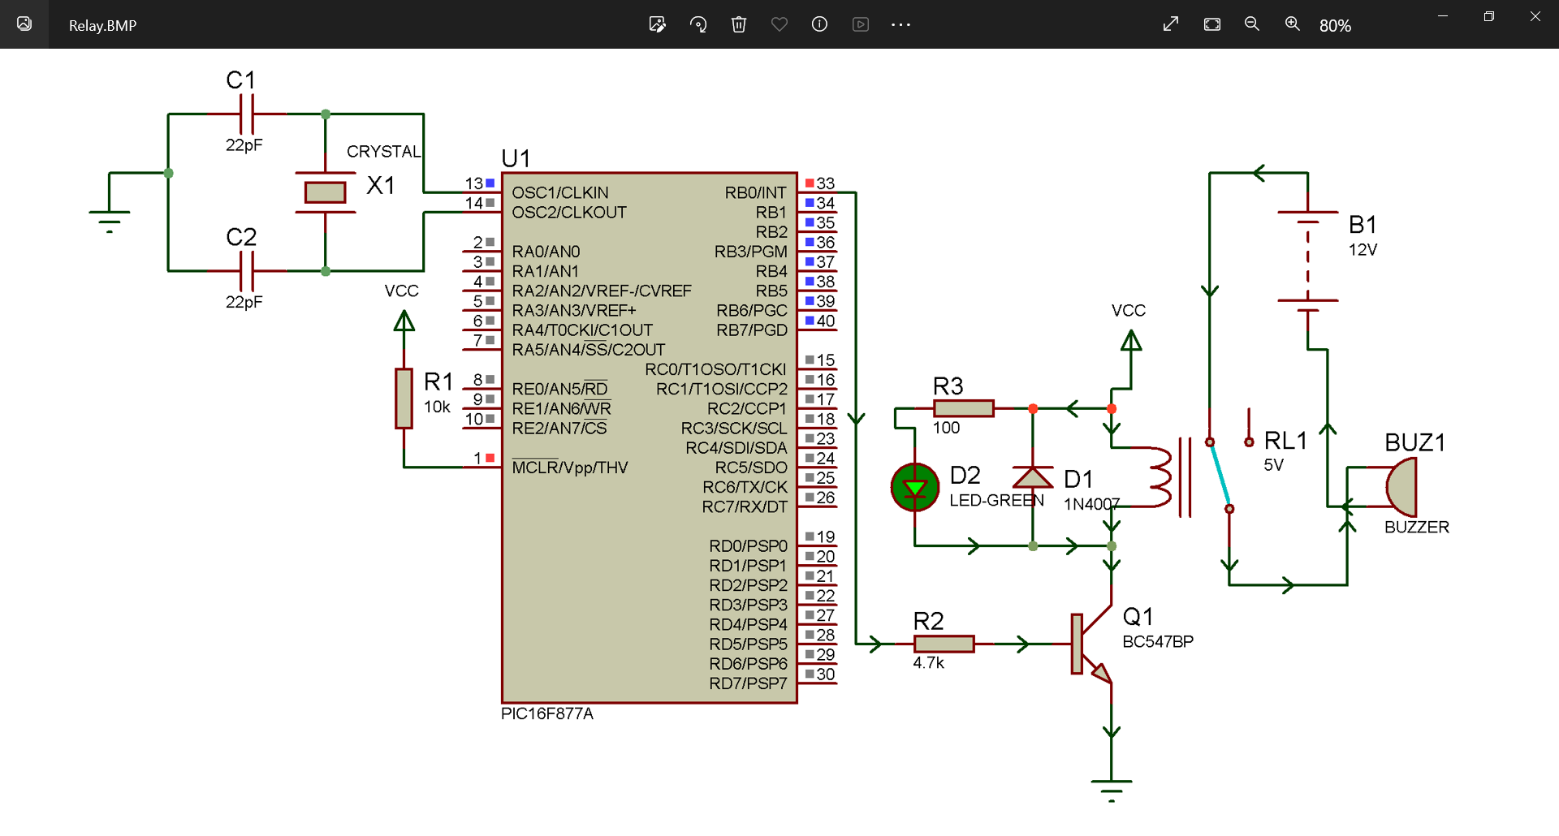 Relay.BMP
80%
C1
22pF
CRYSTAL
X1
C2
22pF
VCC
R1
10k
U1
13 OSC1/CLKIN
14 OSC2/CLKOUT
2 RA0/AN0
3 RA1/AN1
4 RA2/AN2/VREF-/CVREF
5 RA3/AN3/VREF+
6 RA4/T0CKI/C1OUT
7 RA5/AN4/SS/C2OUT
8 RE0/AN5/RD
9 RE1/AN6/WR
10 RE2/AN7/CS
1 MCLR/Vpp/THV
RB0/INT 33
RB1 34
RB2 35
RB3/PGM 36
RB4 37
RB5 38
RB6/PGC 39
RB7/PGD 40
RC0/T1OSO/T1CKI 15
RC1/T1OSI/CCP2 16
RC2/CCP1 17
RC3/SCK/SCL 18
RC4/SDI/SDA 23
RC5/SDO 24
RC6/TX/CK 25
RC7/RX/DT 26
RD0/PSP0 19
RD1/PSP1 20
RD2/PSP2 21
RD3/PSP3 22
RD4/PSP4 27
RD5/PSP5 28
RD6/PSP6 29
RD7/PSP7 30
PIC16F877A
VCC
R3
100
D2
LED-GREEN
D1
1N4007
R2
4.7k
Q1
BC547BP
B1
12V
RL1
5V
BUZ1
BUZZER